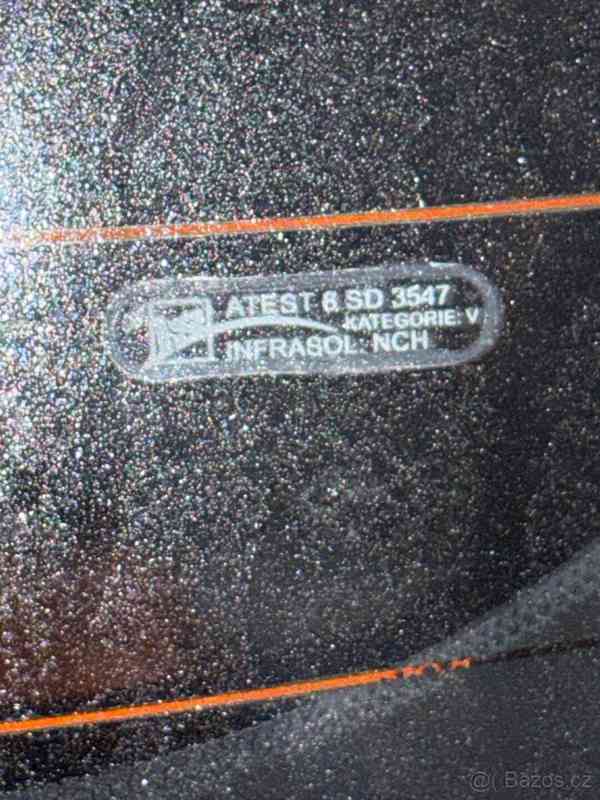 ATEST 8 SD 3547
KATEGORIE: V
INFRASOL: NCH
@( Bazos.cz